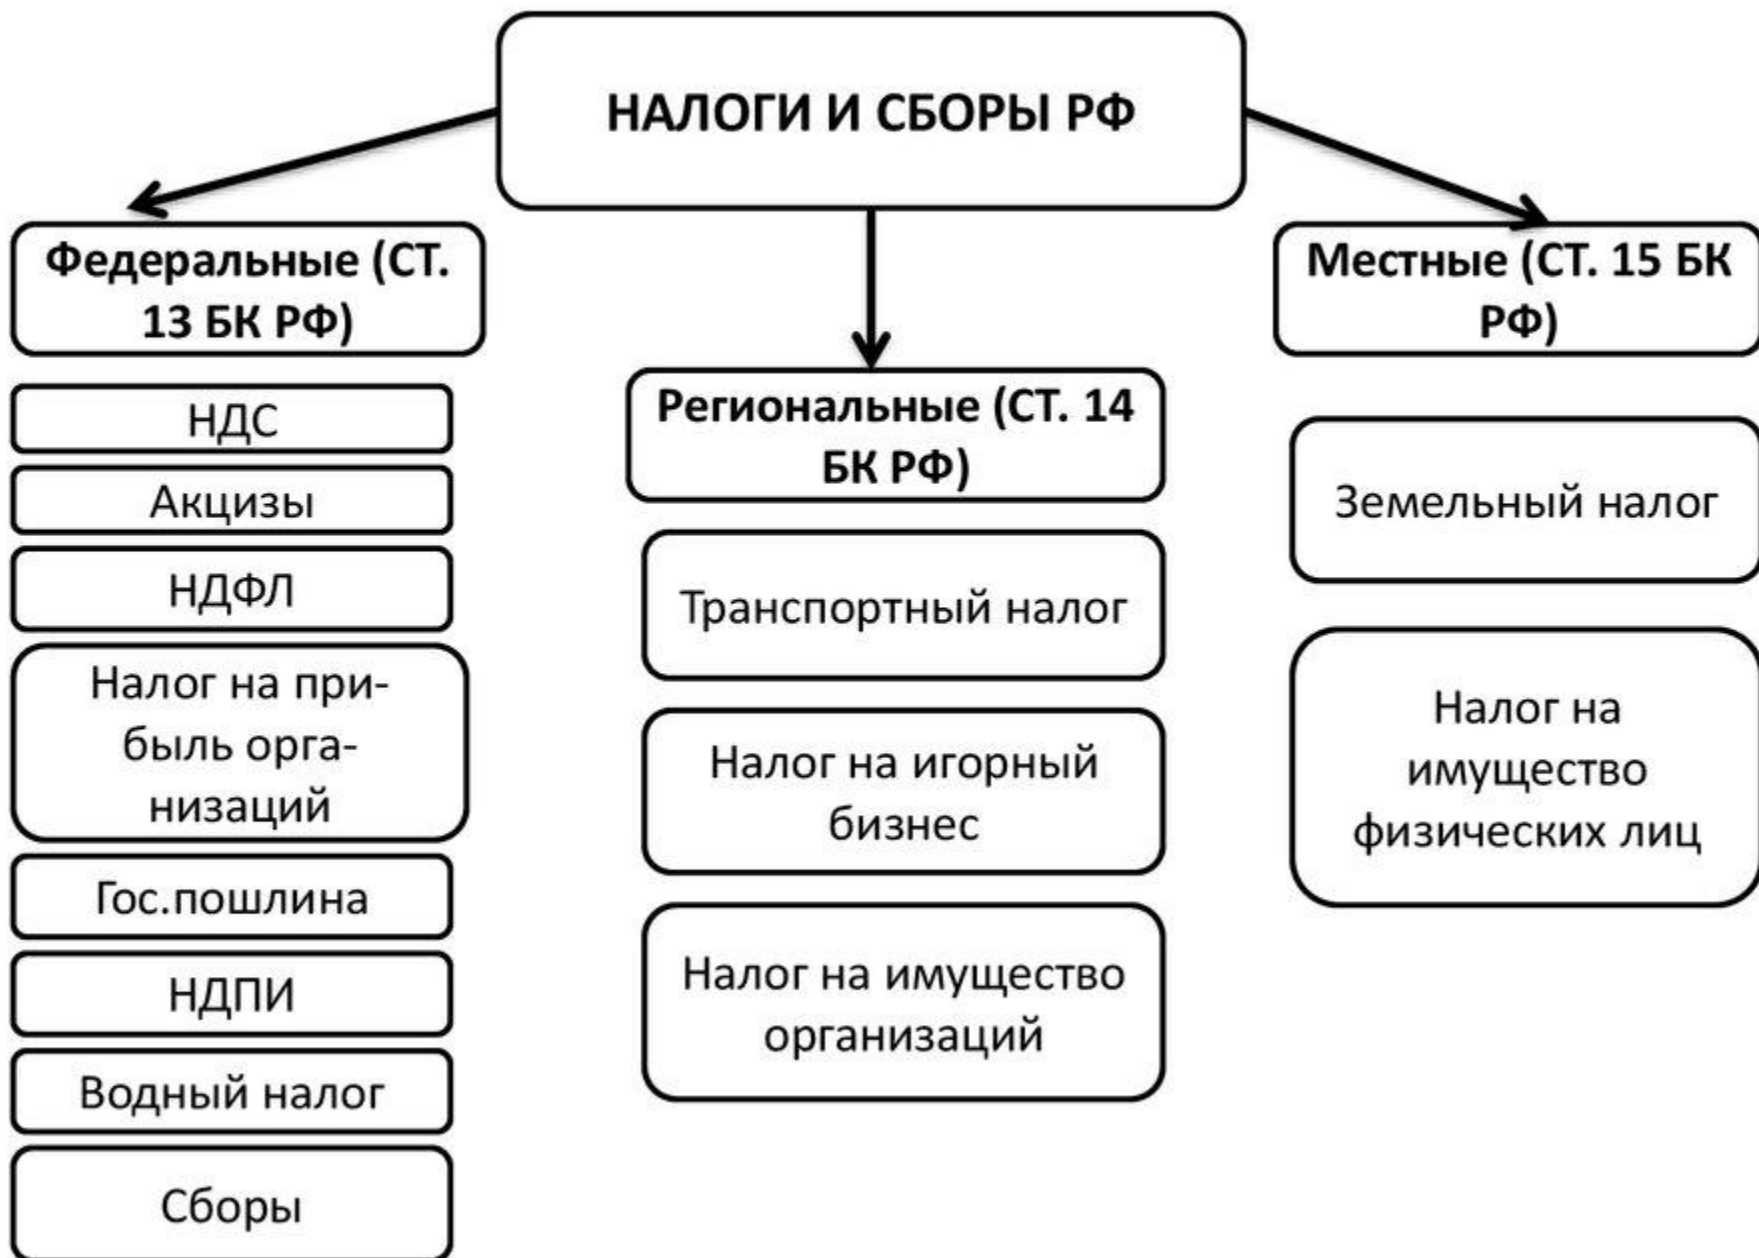 НАЛОГИ И СБОРЫ РФ
Федеральные (СТ.
13 БК РФ)
НДС
Акцизы
НДФЛ
Налог на при-
быль орга-
низаций
Гос.пошлина
НДПИ
Водный налог
Сборы
Региональные (СТ. 14
БК РФ)
Транспортный налог
Налог на игорный
бизнес
Налог на имущество
организаций
Местные (СТ. 15 БК
РФ)
Земельный налог
Налог на
имущество
физических лиц